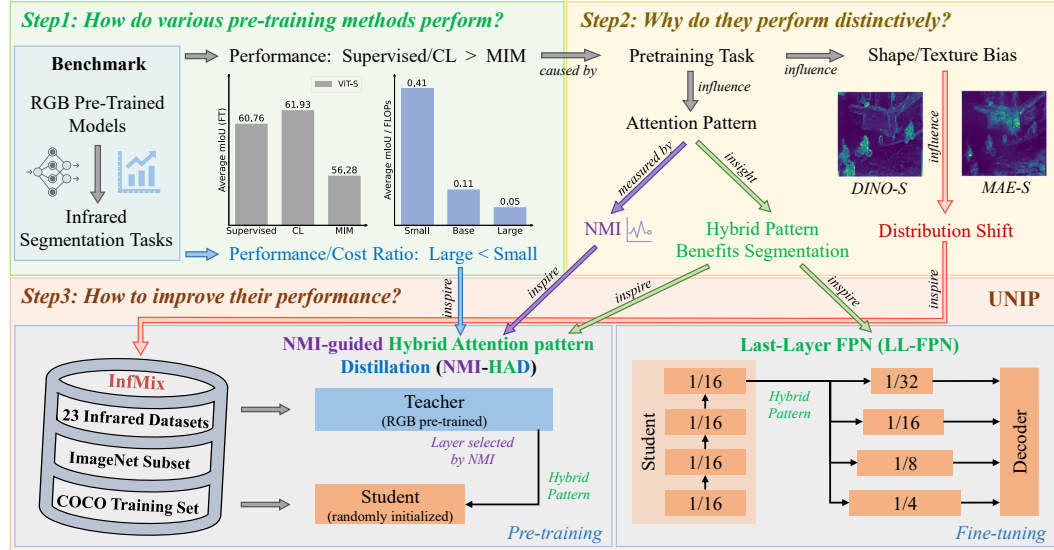 Step1: How do various pre-training methods perform?
Benchmark
RGB Pre-Trained
Models
Infrared
Segmentation Tasks
Performance: Supervised/CL > MIM
Average mIoU (FT)
ViT-S
60.76
61.93
56.28
Supervised
CL
MIM
Average mIoU / FLOPs
0.41
0.11
0.05
Small
Base
Large
Performance/Cost Ratio: Large < Small
caused by
Step2: Why do they perform distinctively?
Pretraining Task
influence
Shape/Texture Bias
influence
Attention Pattern
measured by
insight
influence
DINO-S
MAE-S
NMI
Hybrid Pattern
Benefits Segmentation
Distribution Shift
Step3: How to improve their performance?
UNIP
inspire
inspire
inspire
inspire
inspire
InfMix
23 Infrared Datasets
ImageNet Subset
COCO Training Set
NMI-guided Hybrid Attention pattern
Distillation (NMI-HAD)
Teacher
(RGB pre-trained)
Layer selected
by NMI
Hybrid
Pattern
Student
(randomly initialized)
Pre-training
Last-Layer FPN (LL-FPN)
Student
1/16
1/16
1/16
1/16
Hybrid
Pattern
1/32
1/16
1/8
1/4
Decoder
Fine-tuning